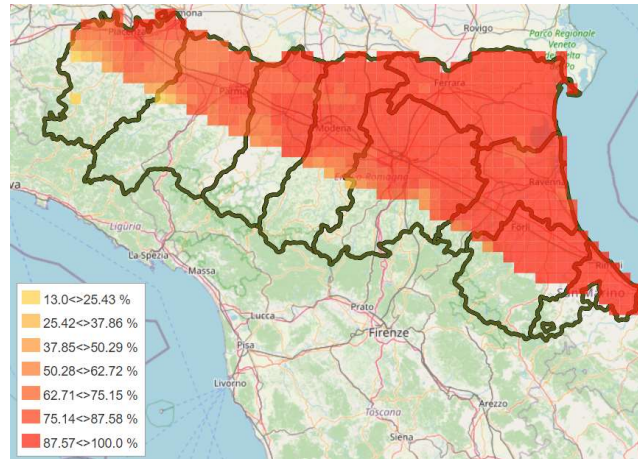 Rovigo
Parco Regionale
Veneto
Ferrara
Parma
Modena
Ravenna
Forlì
Liguria
La Spezia
Massa
Lucca
Prato
Pisa
Firenze
Livorno
Toscana
Arezzo
Siena
13.0<>25.43 %
25.42<>37.86 %
37.85<>50.29 %
50.28<>62.72 %
62.71<>75.15 %
75.14<>87.58 %
87.57<>100.0 %